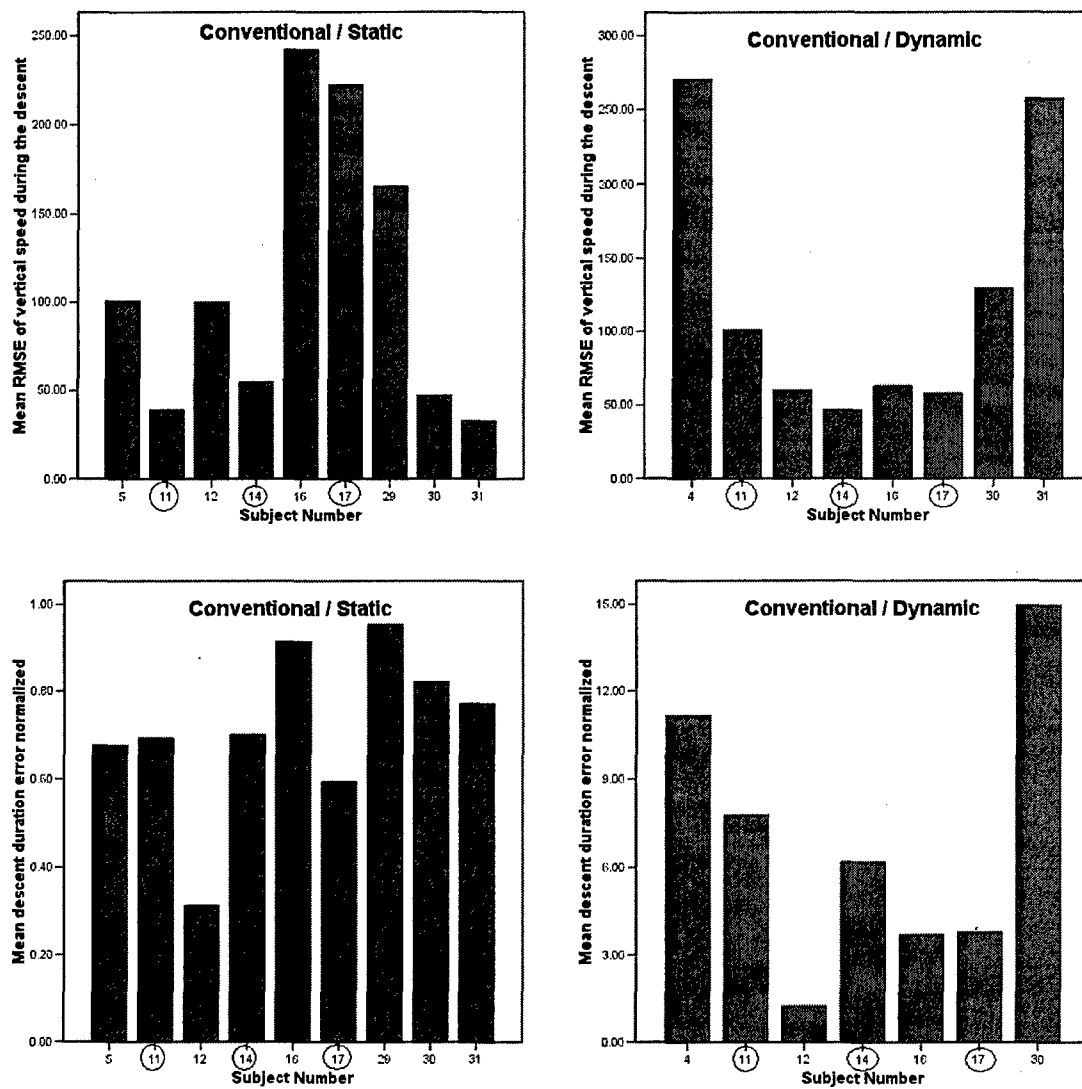 Conventional / Static
Mean RMSE of vertical speed during the descent
250.00
200.00
150.00
100.00
50.00
0.00
5 11 12 14 16 17 29 30 31
Subject Number
Conventional / Dynamic
Mean RMSE of vertical speed during the descent
300.00
250.00
200.00
150.00
100.00
50.00
0.00
4 11 12 14 16 17 30 31
Subject Number
Conventional / Static
Mean descent duration error normalized
1.00
0.80
0.60
0.40
0.20
0.00
5 11 12 14 16 17 29 30 31
Subject Number
Conventional / Dynamic
Mean descent duration error normalized
15.00
12.00
9.00
6.00
3.00
0.00
4 11 12 14 16 17 30
Subject Number